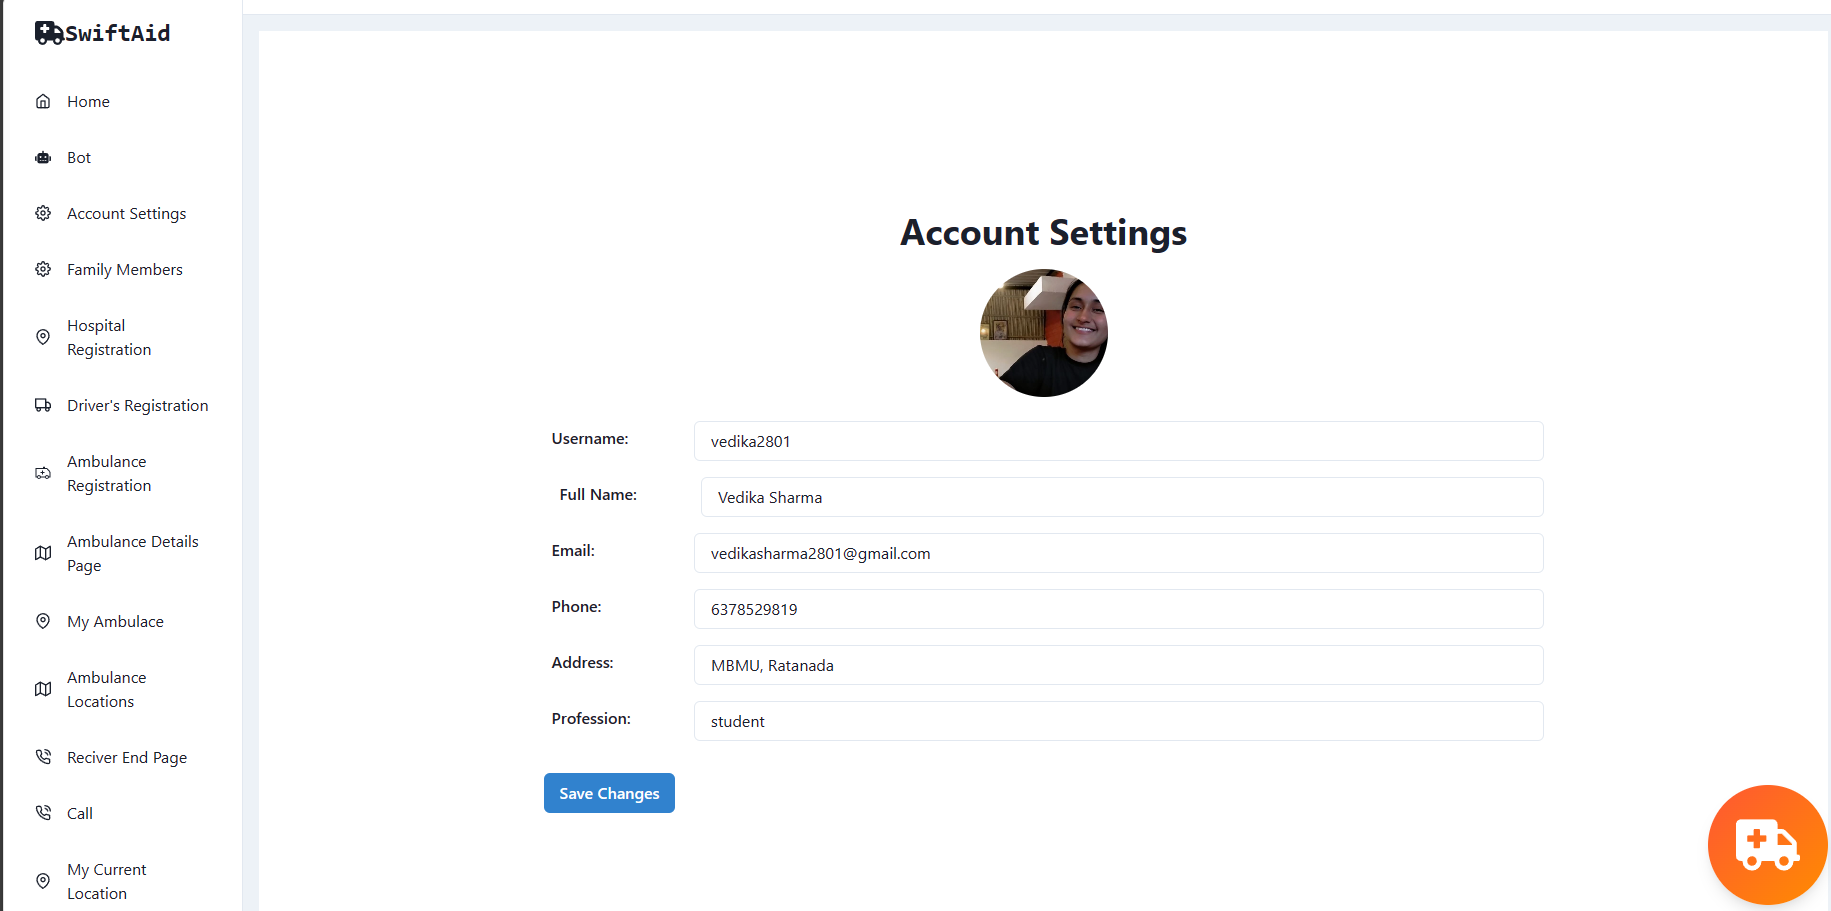 SwiftAid
Home
Bot
Account Settings
Family Members
Hospital
Registration
Driver's Registration
Ambulance
Registration
Ambulance Details
Page
My Ambulace
Ambulance
Locations
Reciver End Page
Call
My Current
Location
Account Settings
Username:
vedika2801
Full Name:
Vedika Sharma
Email:
vedikasharma2801@gmail.com
Phone:
6378529819
Address:
MBMU, Ratanada
Profession:
student
Save Changes